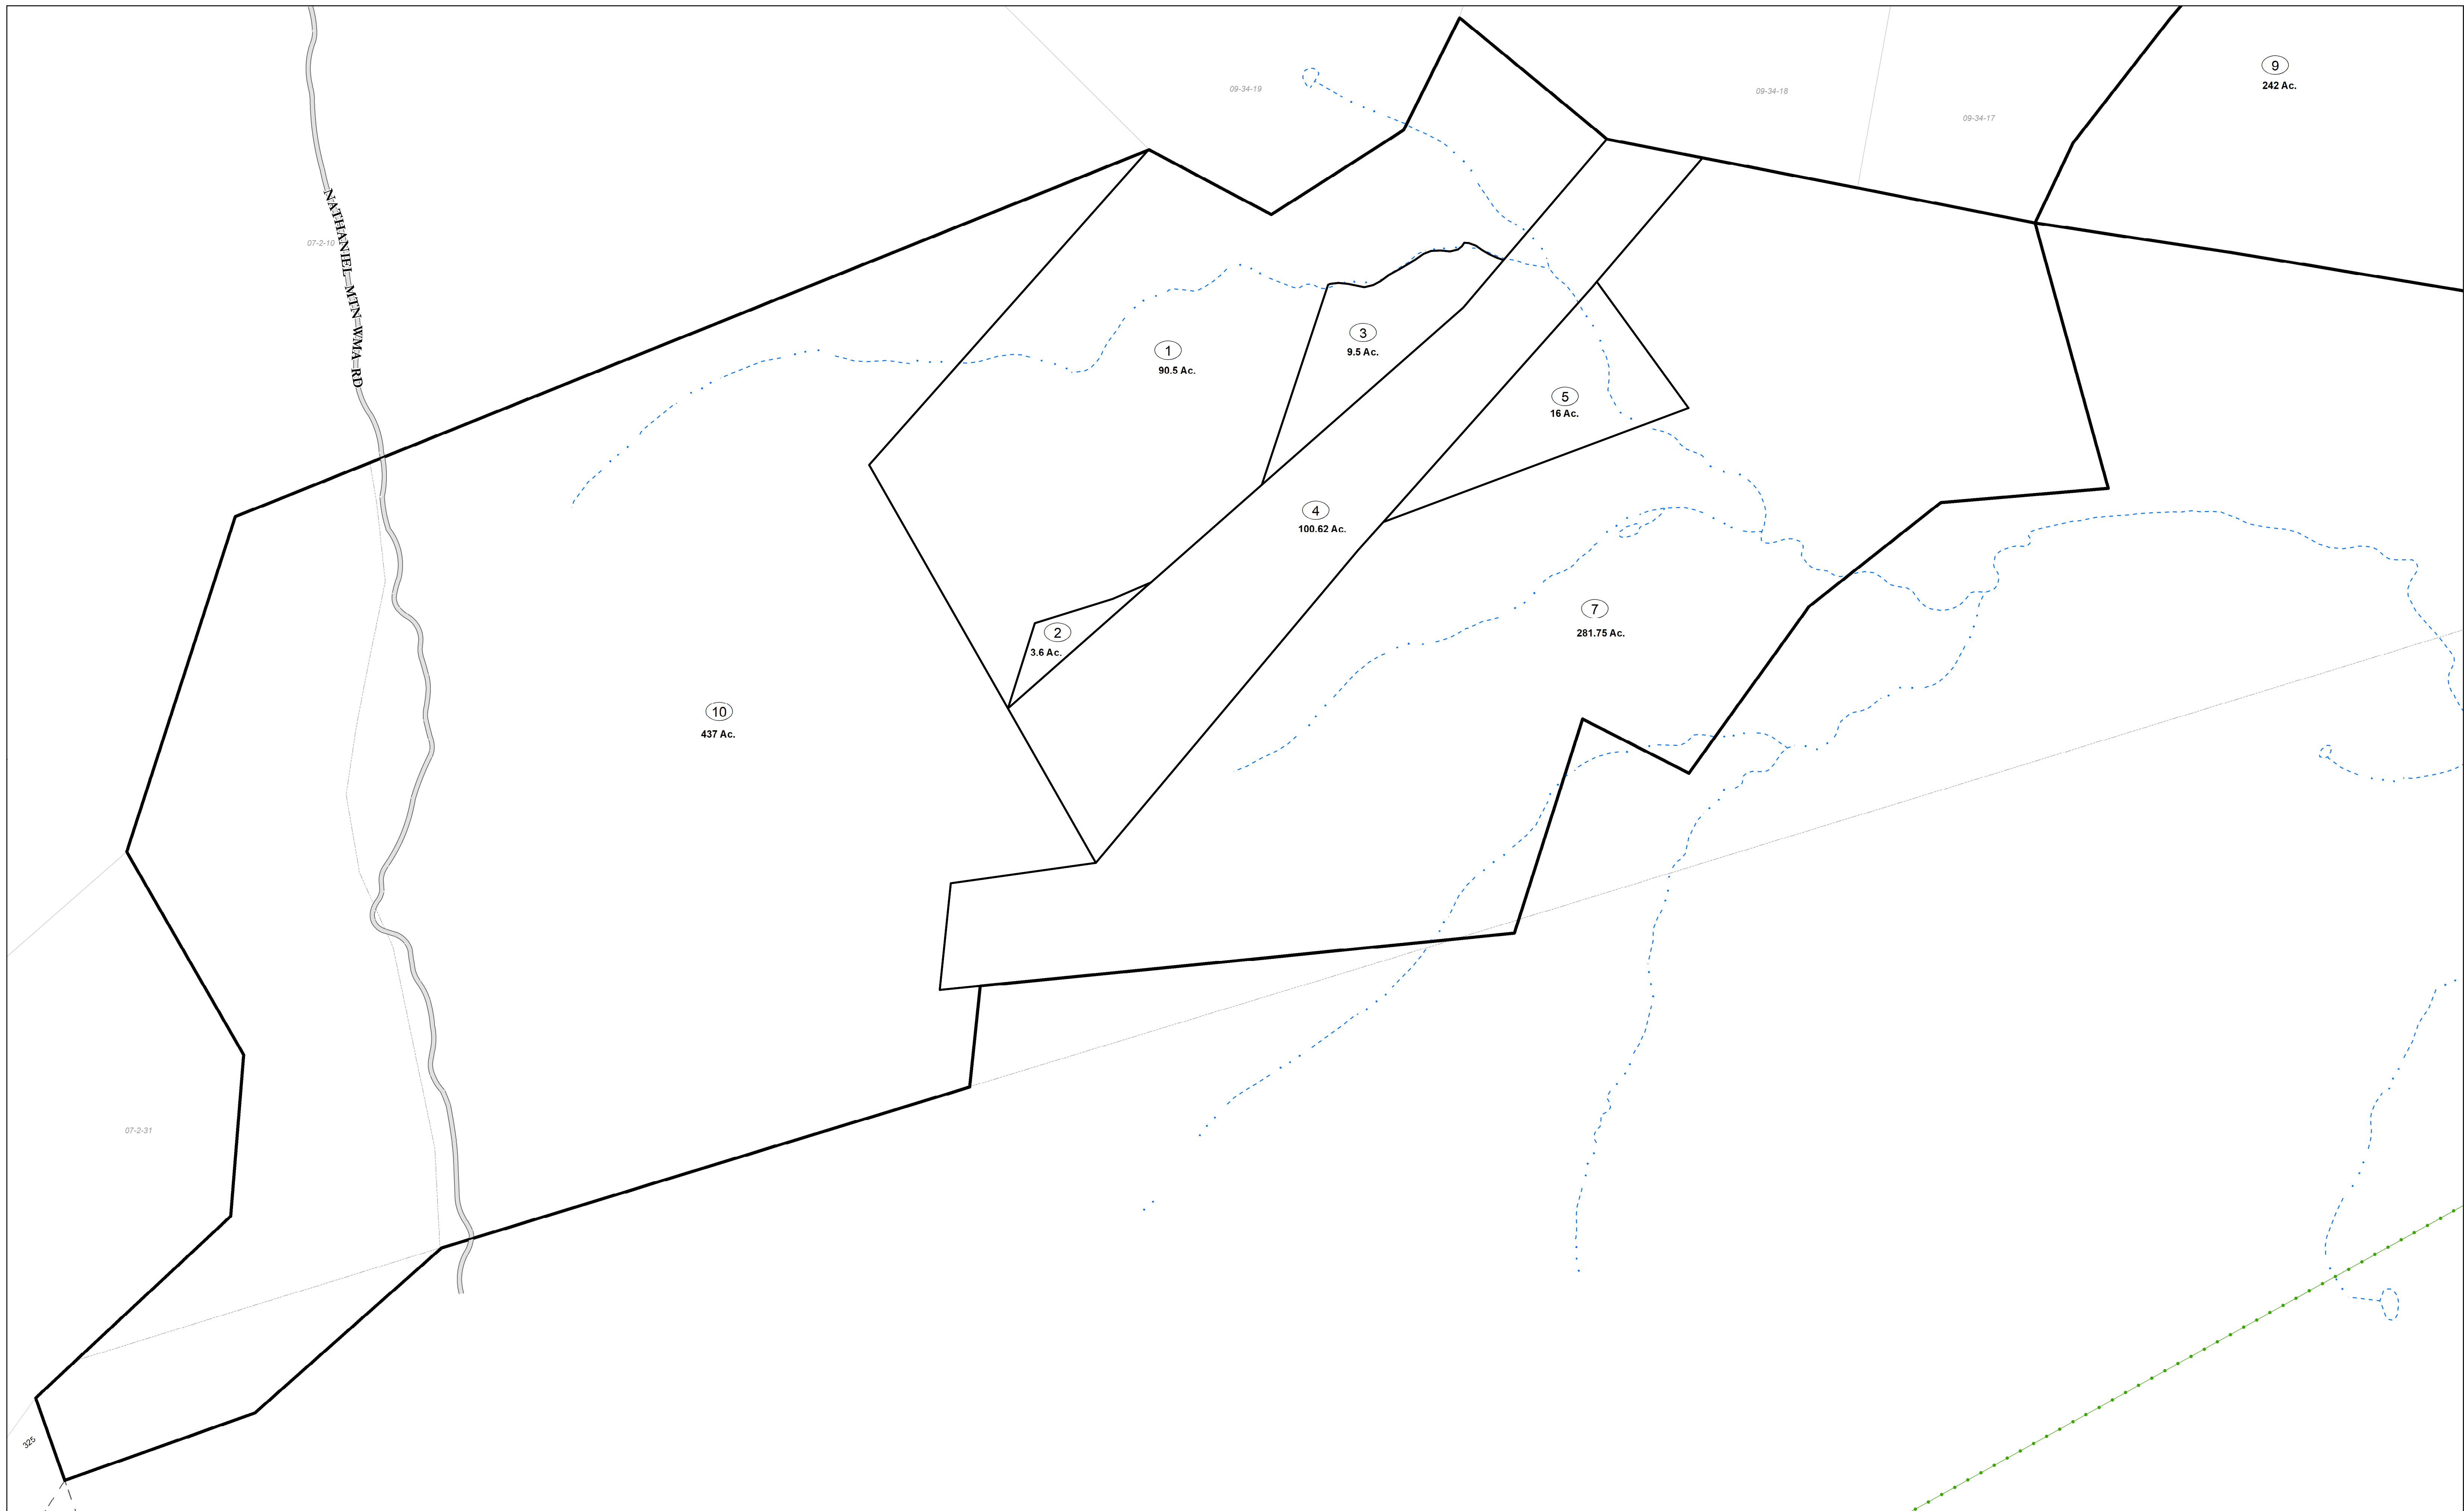 9
242 Ac.
09-34-19
09-34-18
09-34-17
NATHANIEL MTN WMA RD
07-2-10
3
9.5 Ac.
1
90.5 Ac.
5
16 Ac.
4
100.62 Ac.
7
281.75 Ac.
2
3.6 Ac.
10
437 Ac.
07-2-31
325